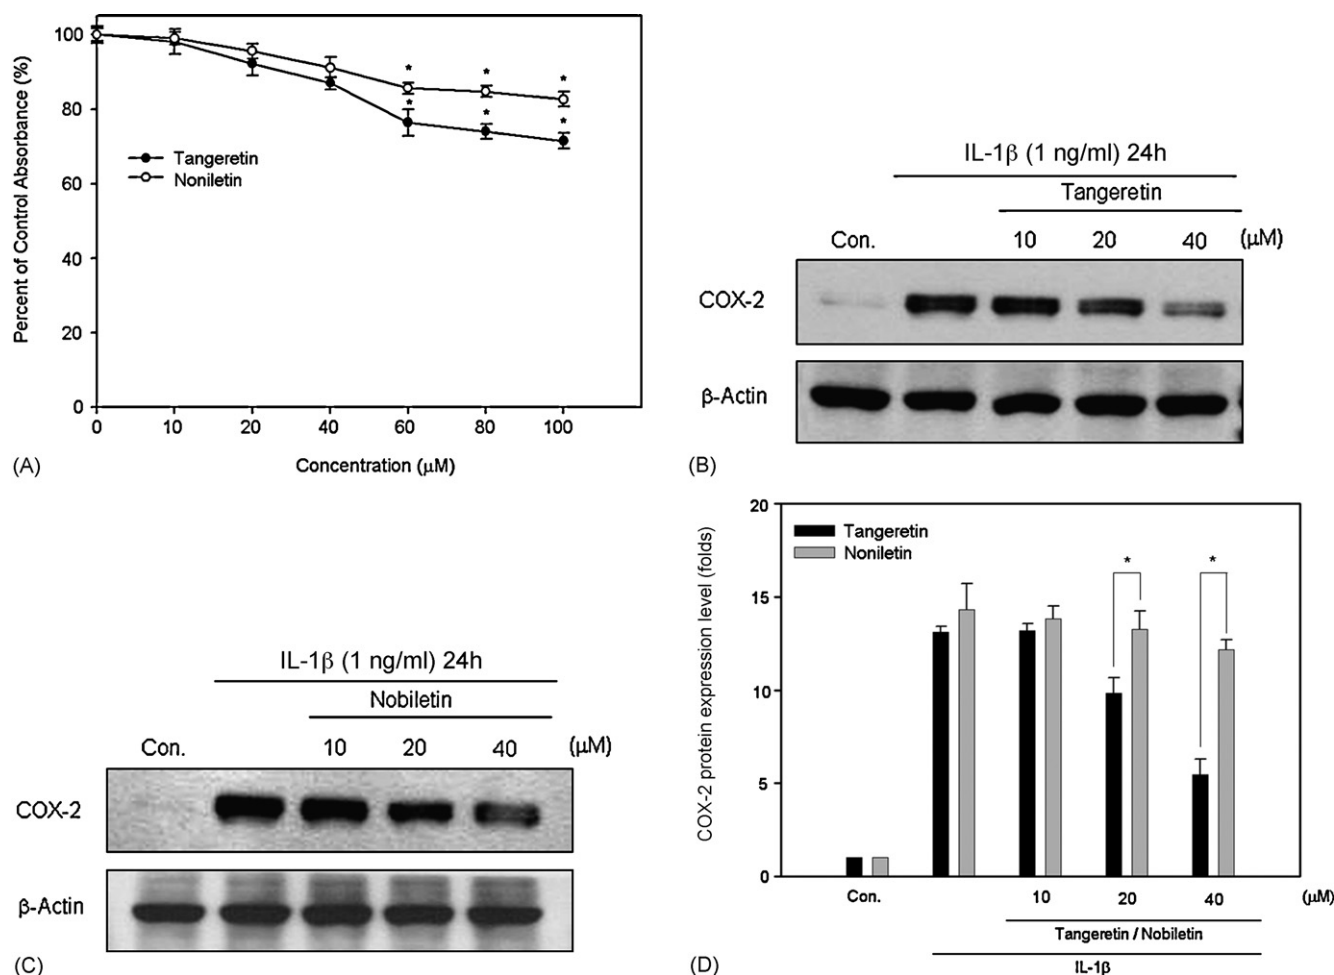 100
80
60
40
20
0
Percent of Control Absorbance (%)
* * *
* * *
Tangeretin
Noniletin
0 10 20 40 60 80 100
Concentration (μM)
(A)
IL-1β (1 ng/ml) 24h
Tangeretin
Con. 10 20 40 (μM)
COX-2
β-Actin
(B)
IL-1β (1 ng/ml) 24h
Nobiletin
Con. 10 20 40 (μM)
COX-2
β-Actin
(C)
20
15
10
5
0
COX-2 protein expression level (folds)
Tangeretin
Noniletin
* *
Con. 10 20 40 (μM)
Tangeretin / Nobiletin
IL-1β
(D)